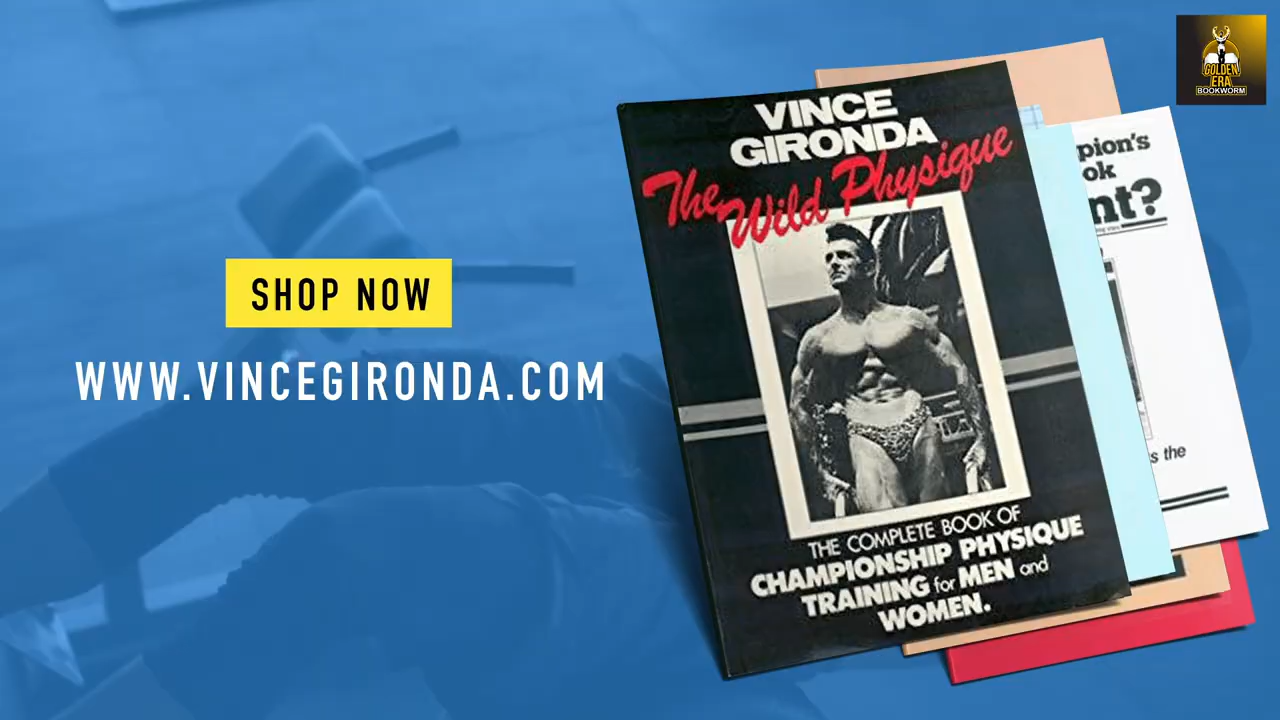 SHOP NOW
WWW.VINCEGIRONDA.COM
VINCE
GIRONDA
The Wild Physique
THE COMPLETE BOOK OF
CHAMPIONSHIP PHYSIQUE
TRAINING for MEN and
WOMEN.
GOLDEN
ERA
BOOKWORM